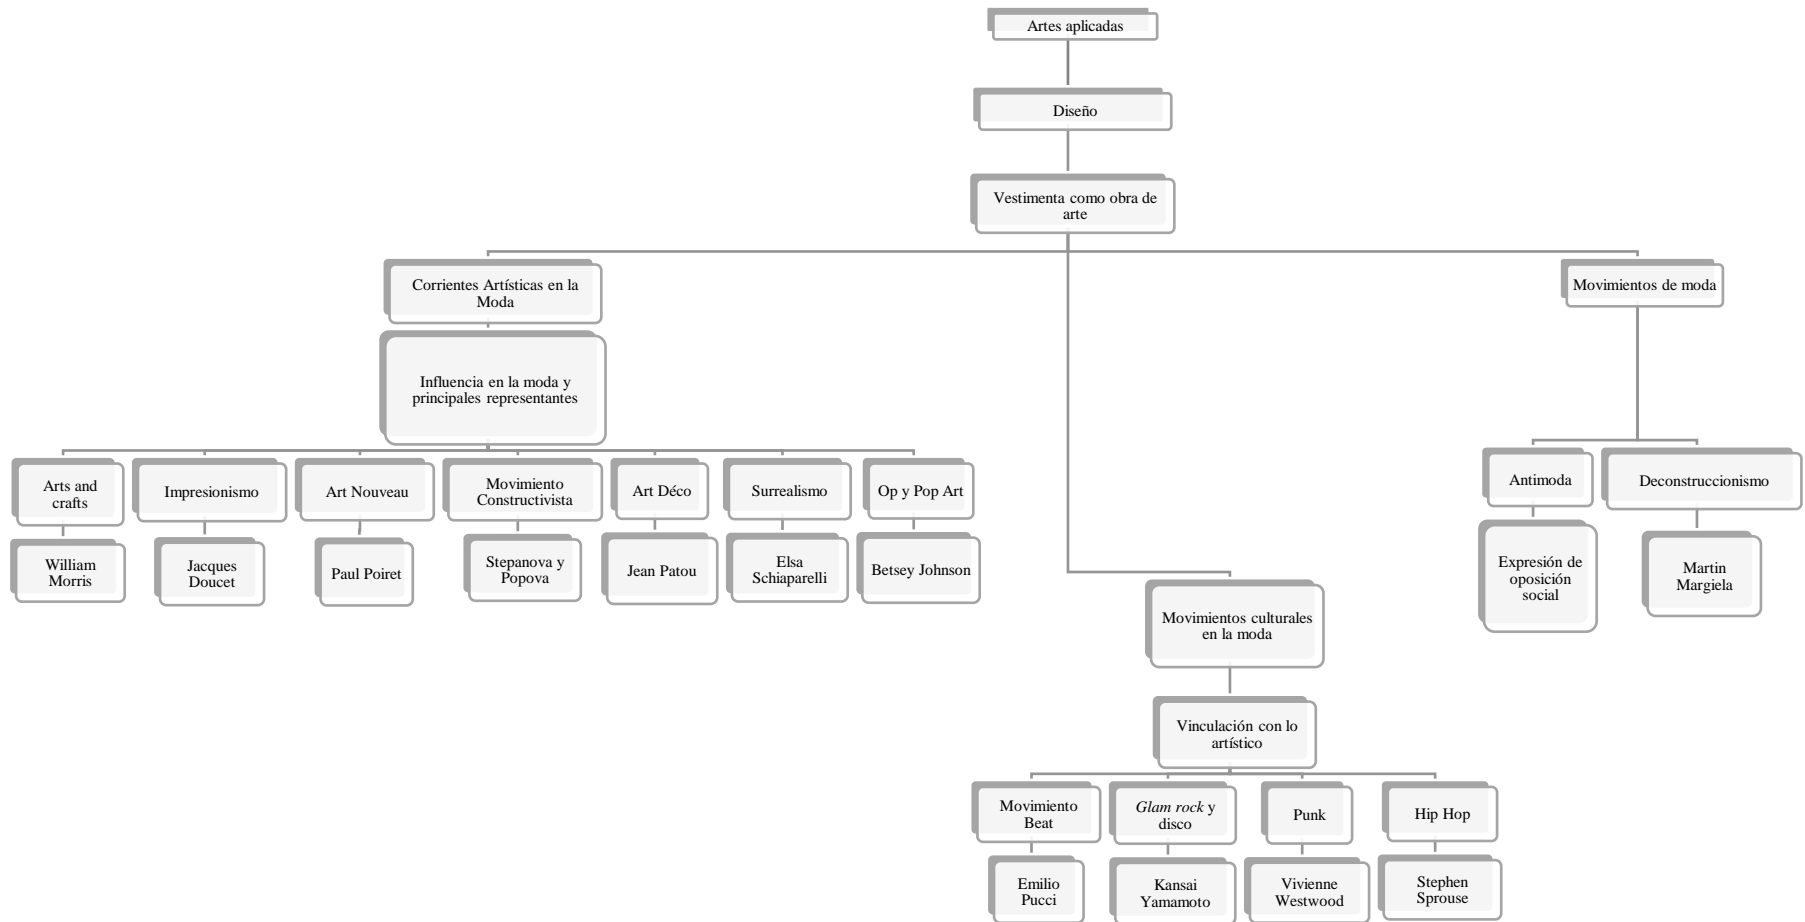 Artes aplicadas
Diseño
Vestimenta como obra de
arte
Corrientes Artísticas en la
Moda
Movimientos de moda
Influencia en la moda y
principales representantes
Arts and
crafts
Impresionismo
Art Nouveau
Movimiento
Constructivista
Art Déco
Surrealismo
Op y Pop Art
Antimoda
Deconstruccionismo
William
Morris
Jacques
Doucet
Paul Poiret
Stepanova y
Popova
Jean Patou
Elsa
Schiaparelli
Betsey Johnson
Expresión de
oposición
social
Martin
Margiela
Movimientos culturales
en la moda
Vinculación con lo
artístico
Movimiento
Beat
Glam rock y
disco
Punk
Hip Hop
Emilio
Pucci
Kansai
Yamamoto
Vivienne
Westwood
Stephen
Sprouse